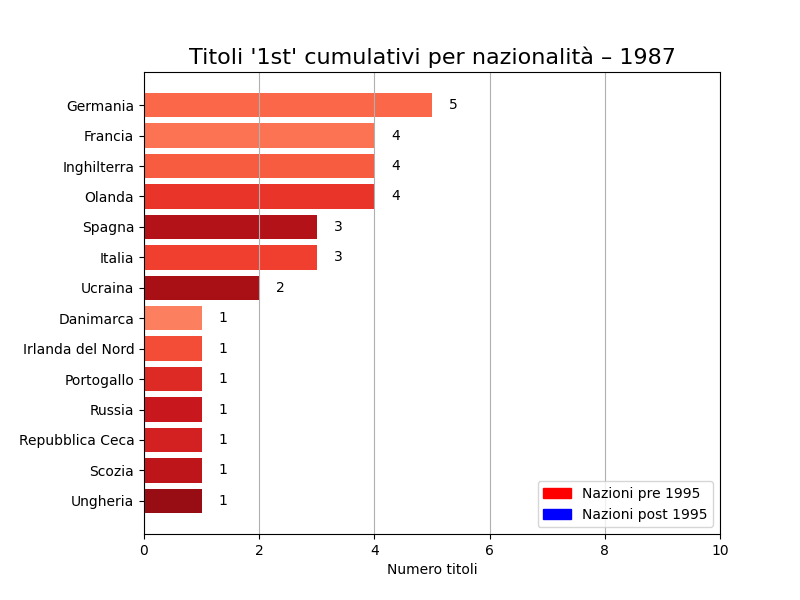 Titoli '1st' cumulativi per nazionalità – 1987
Germania 5
Francia 4
Inghilterra 4
Olanda 4
Spagna 3
Italia 3
Ucraina 2
Danimarca 1
Irlanda del Nord 1
Portogallo 1
Russia 1
Repubblica Ceca 1
Scozia 1
Ungheria 1
Nazioni pre 1995
Nazioni post 1995
0 2 4 6 8 10
Numero titoli